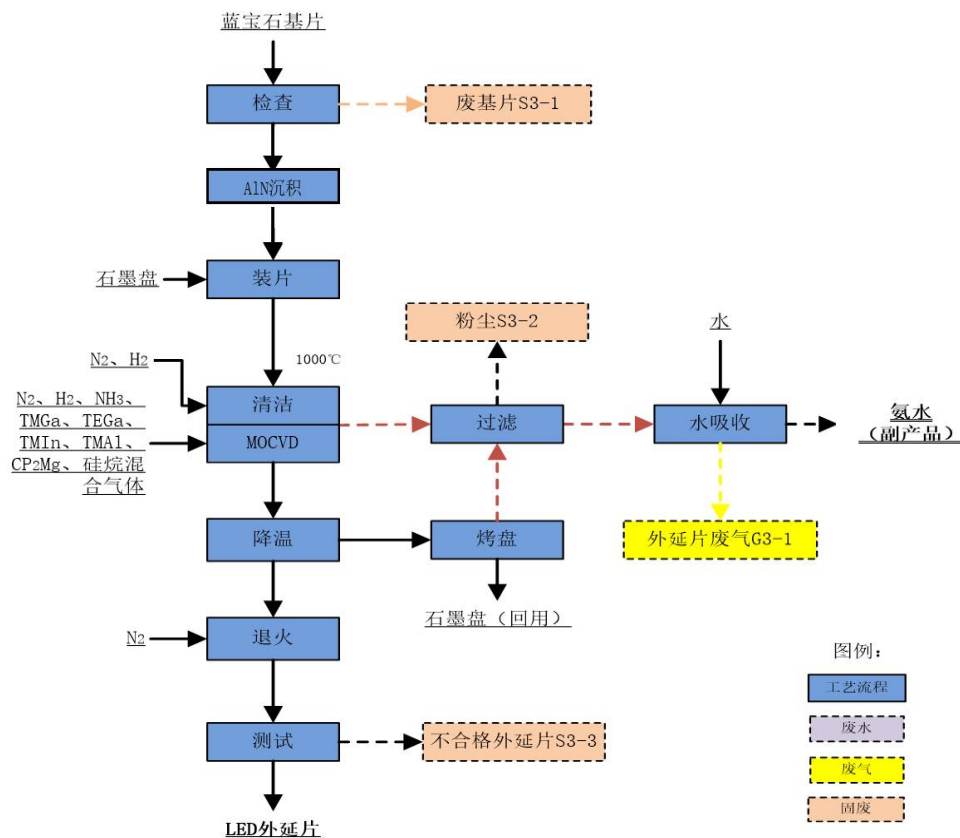 蓝宝石基片
检查
废基片S3-1
AlN沉积
石墨盘
装片
粉尘S3-2
水
1000℃
N₂、H₂
清洁
N₂、H₂、NH₃、
TMGa、TEGa、
TMIn、TMAl、
CP₂Mg、硅烷混
合气体
MOCVD
过滤
水吸收
氨水
（副产品）
降温
烤盘
外延片废气G3-1
石墨盘（回用）
N₂
退火
图例：
工艺流程
废水
废气
固废
测试
不合格外延片S3-3
LED外延片